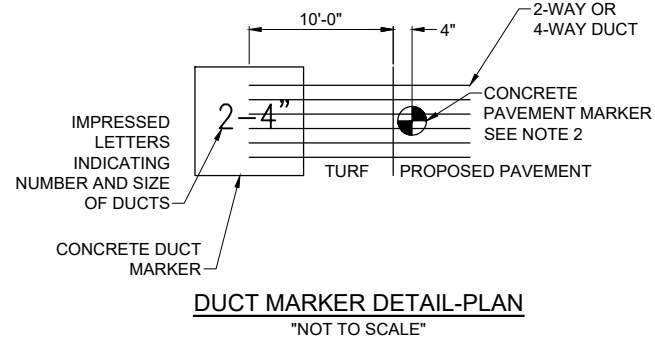 10'-0"
4"
2-WAY OR
4-WAY DUCT
2-4"
CONCRETE
PAVEMENT MARKER
SEE NOTE 2
IMPRESSED
LETTERS
INDICATING
NUMBER AND SIZE
OF DUCTS
TURF
PROPOSED PAVEMENT
CONCRETE DUCT
MARKER
DUCT MARKER DETAIL-PLAN
"NOT TO SCALE"